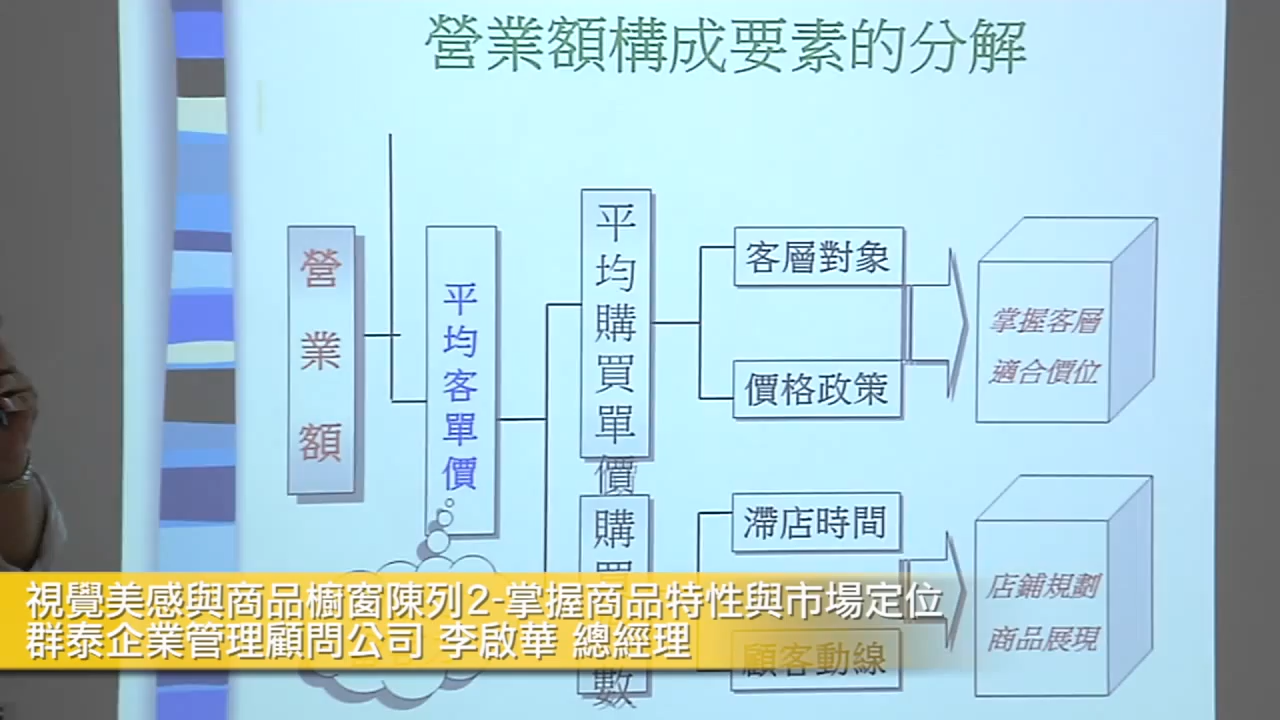 營業額構成要素的分解
營業額
平均客單價
平均購買單價
客層對象
價格政策
掌握客層
適合價位
購買
數
滯店時間
顧客動線
店鋪規劃
商品展現
視覺美感與商品櫥窗陳列2-掌握商品特性與市場定位
群泰企業管理顧問公司 李啟華 總經理